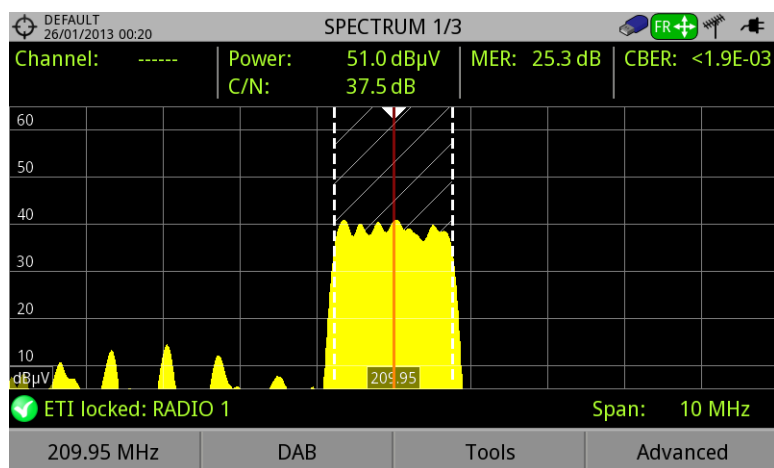 DEFAULT
26/01/2013 00:20
SPECTRUM 1/3
FR
Channel: ------
Power: 51.0 dBµV
MER: 25.3 dB
CBER: <1.9E-03
C/N: 37.5 dB
60
50
40
30
20
10
dBµV
209.95
ETI locked: RADIO 1
Span: 10 MHz
209.95 MHz
DAB
Tools
Advanced